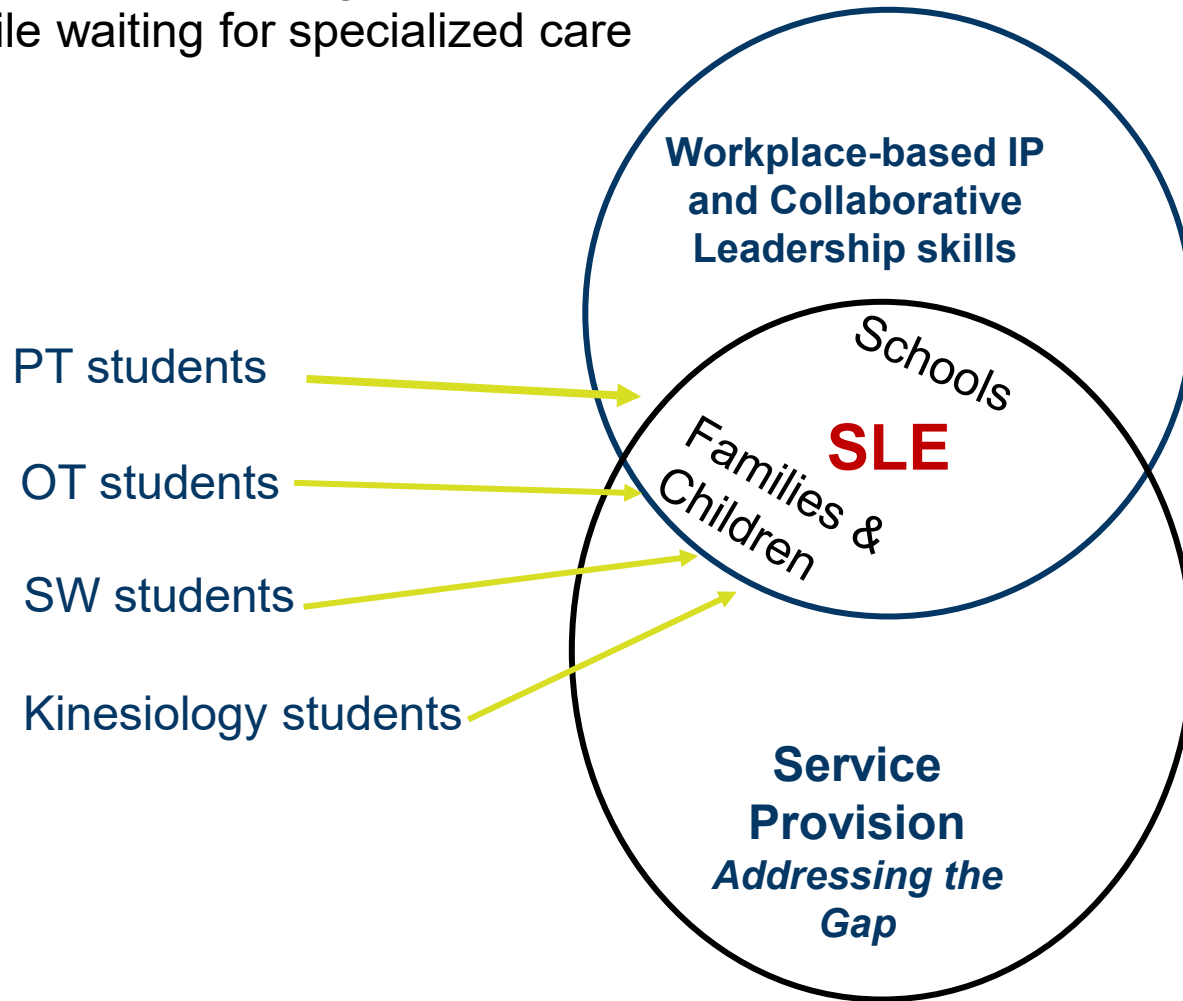 while waiting for specialized care
Workplace-based IP
and Collaborative
Leadership skills
Schools
SLE
Families &
Children
PT students
OT students
SW students
Kinesiology students
Service
Provision
Addressing the
Gap